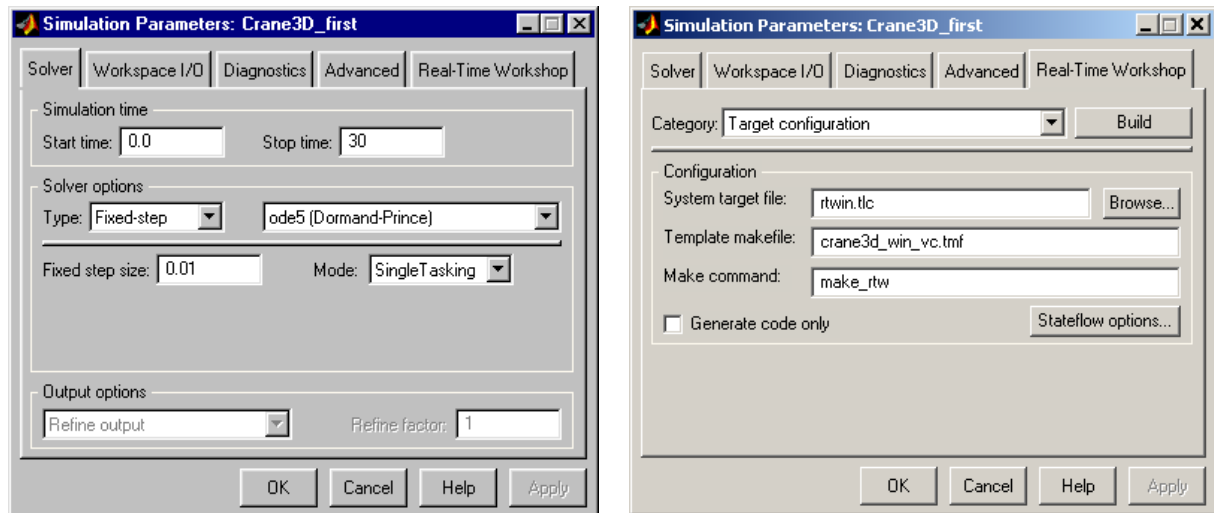 Simulation Parameters: Crane3D_first
Solver Workspace I/O Diagnostics Advanced Real-Time Workshop
Simulation time
Start time: 0.0 Stop time: 30
Solver options
Type: Fixed-step ode5 (Dormand-Prince)
Fixed step size: 0.01 Mode: SingleTasking
Output options
Refine output Refine factor: 1
OK Cancel Help Apply
Simulation Parameters: Crane3D_first
Solver Workspace I/O Diagnostics Advanced Real-Time Workshop
Category: Target configuration Build
Configuration
System target file: rtwin.tlc Browse...
Template makefile: crane3d_win_vc.tmf
Make command: make_rtw
Generate code only Stateflow options...
OK Cancel Help Apply